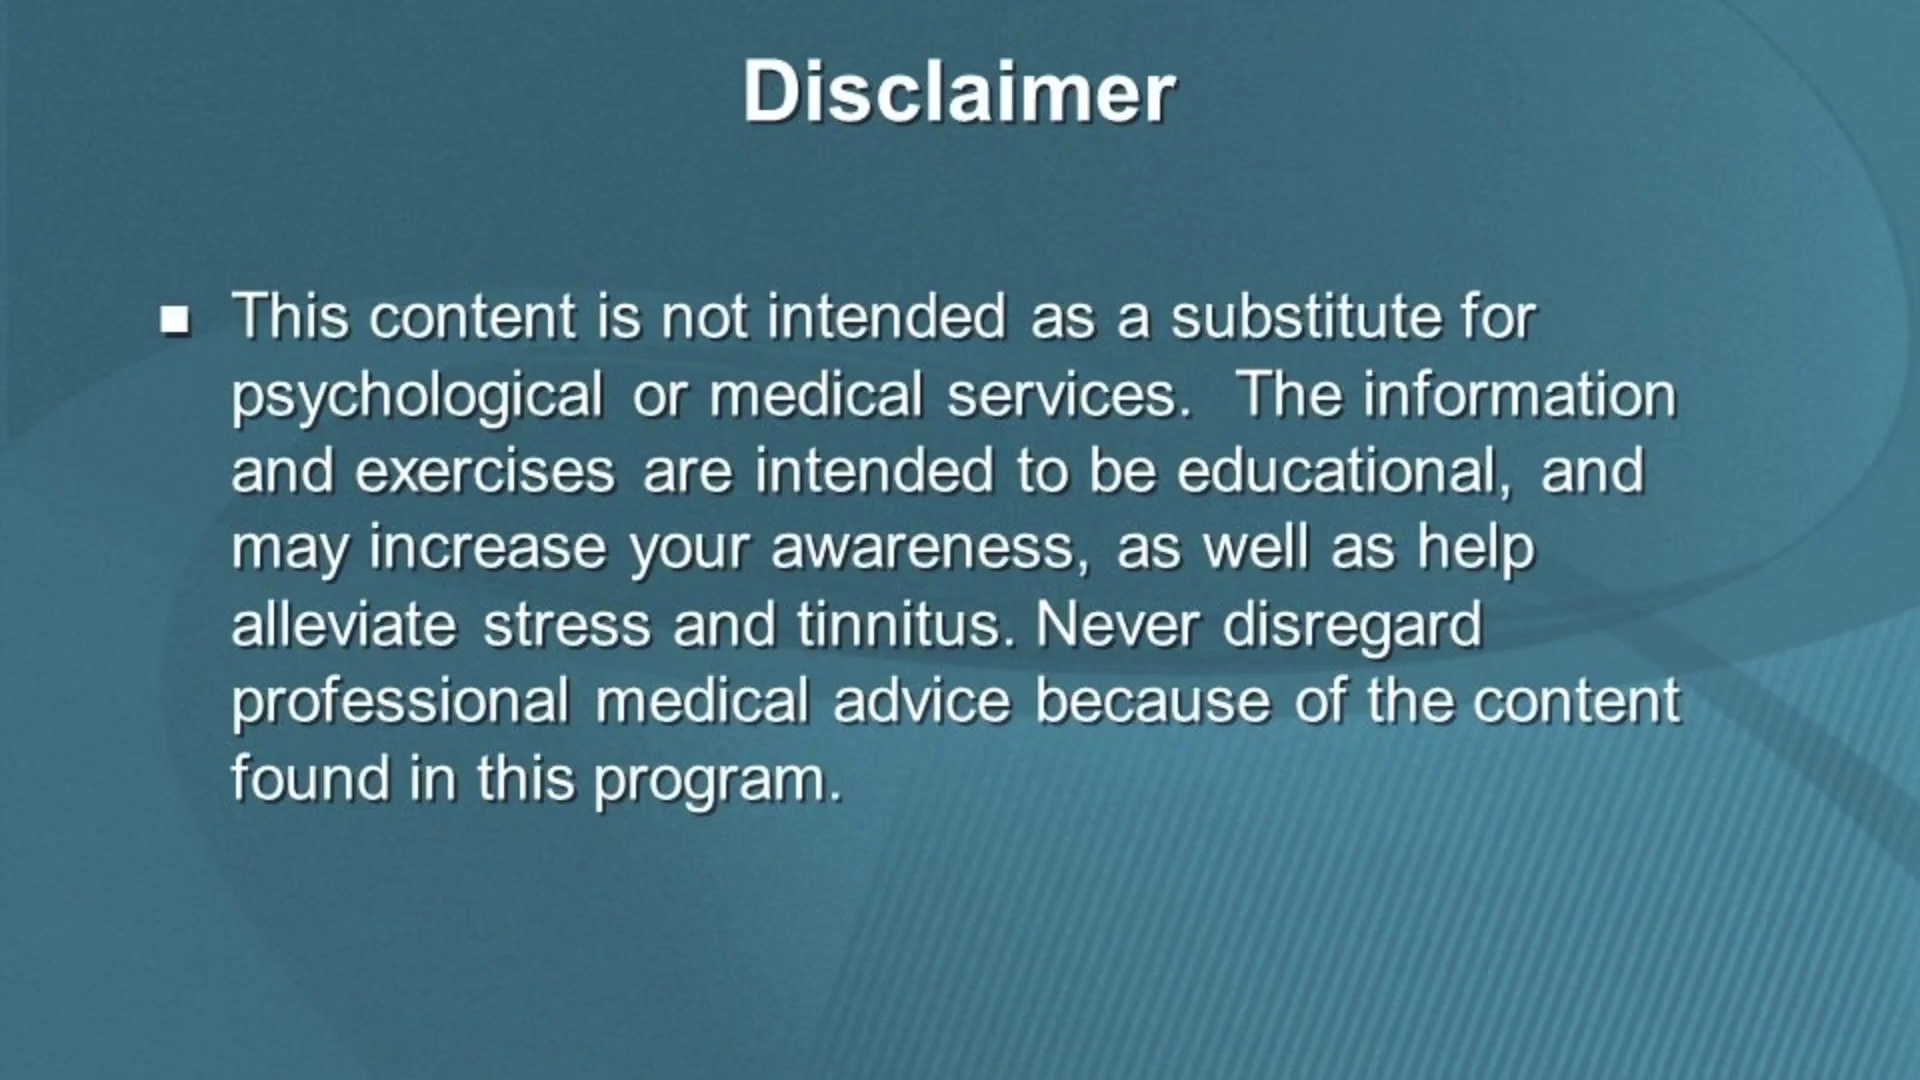 Disclaimer
This content is not intended as a substitute for
psychological or medical services. The information
and exercises are intended to be educational, and
may increase your awareness, as well as help
alleviate stress and tinnitus. Never disregard
professional medical advice because of the content
found in this program.